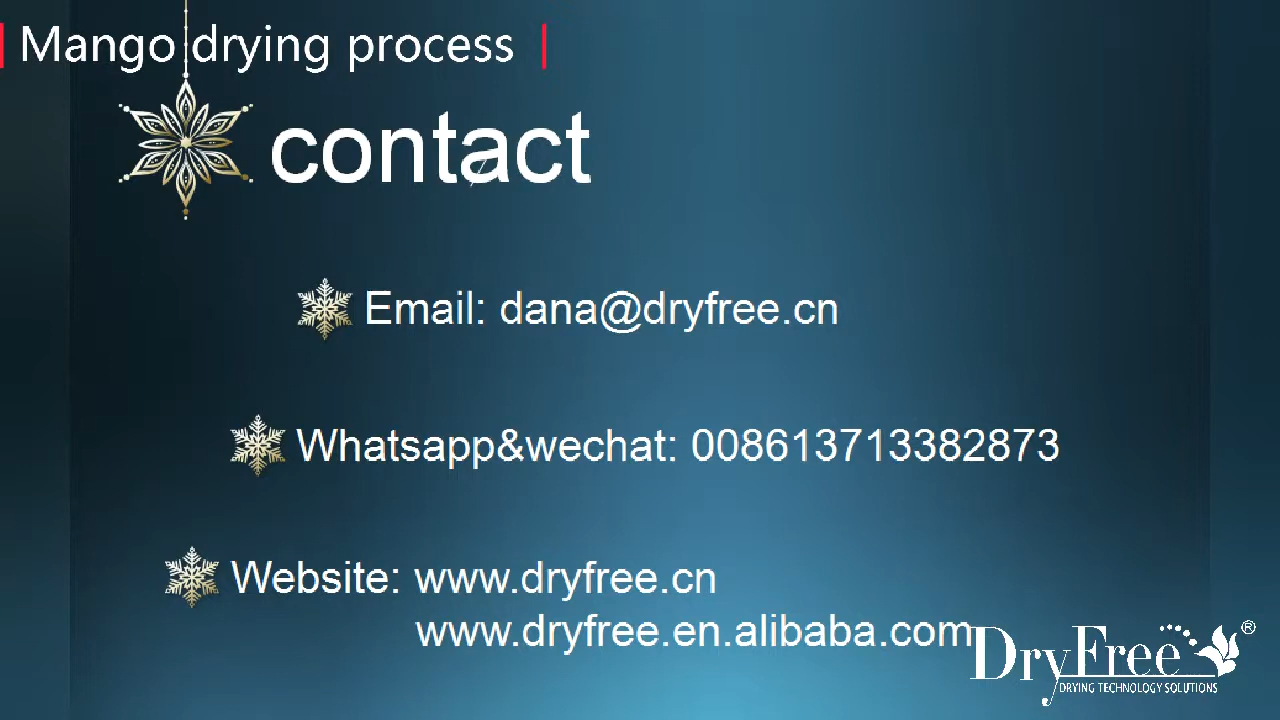 Mango drying process
contact
Email: dana@dryfree.cn
Whatsapp&wechat: 008613713382873
Website: www.dryfree.cn
www.dryfree.en.alibaba.com
DryFree®
DRYING TECHNOLOGY SOLUTIONS